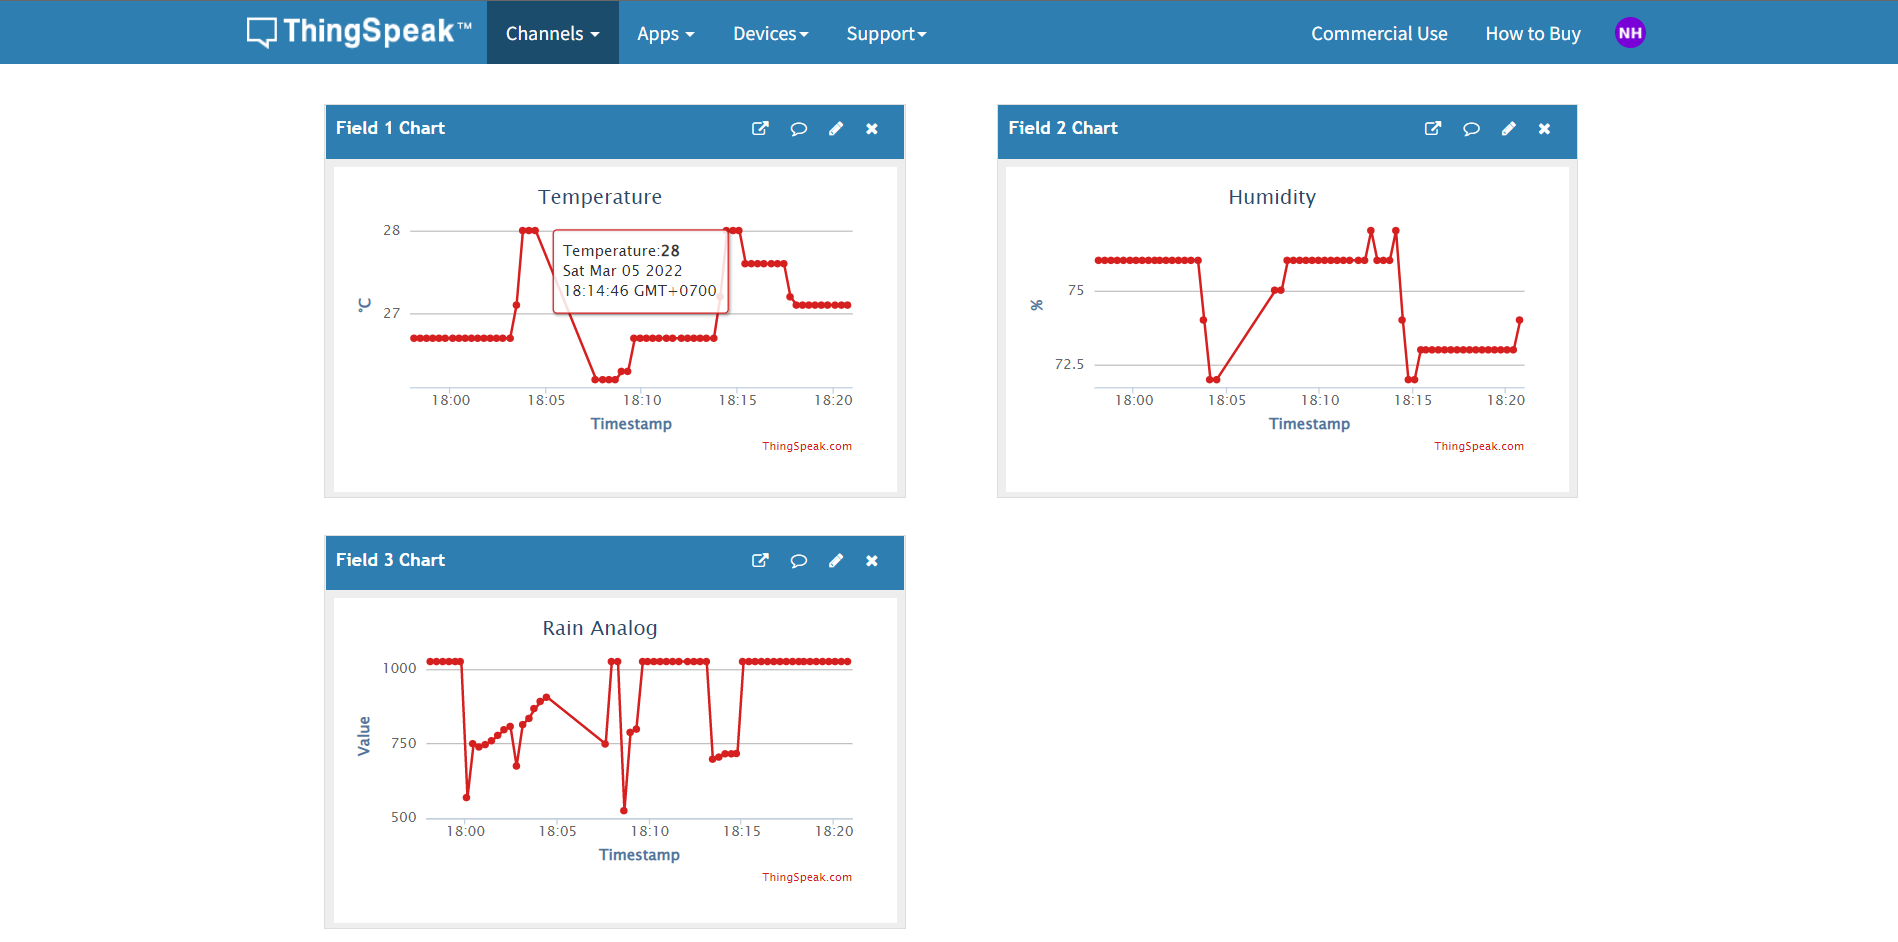 ThingSpeak™ Channels Apps Devices Support Commercial Use How to Buy NH
Field 1 Chart
Temperature
28
27
°C
Temperature:28
Sat Mar 05 2022
18:14:46 GMT+0700
18:00 18:05 18:10 18:15 18:20
Timestamp
ThingSpeak.com
Field 2 Chart
Humidity
75
72.5
%
18:00 18:05 18:10 18:15 18:20
Timestamp
ThingSpeak.com
Field 3 Chart
Rain Analog
1000
750
500
Value
18:00 18:05 18:10 18:15 18:20
Timestamp
ThingSpeak.com